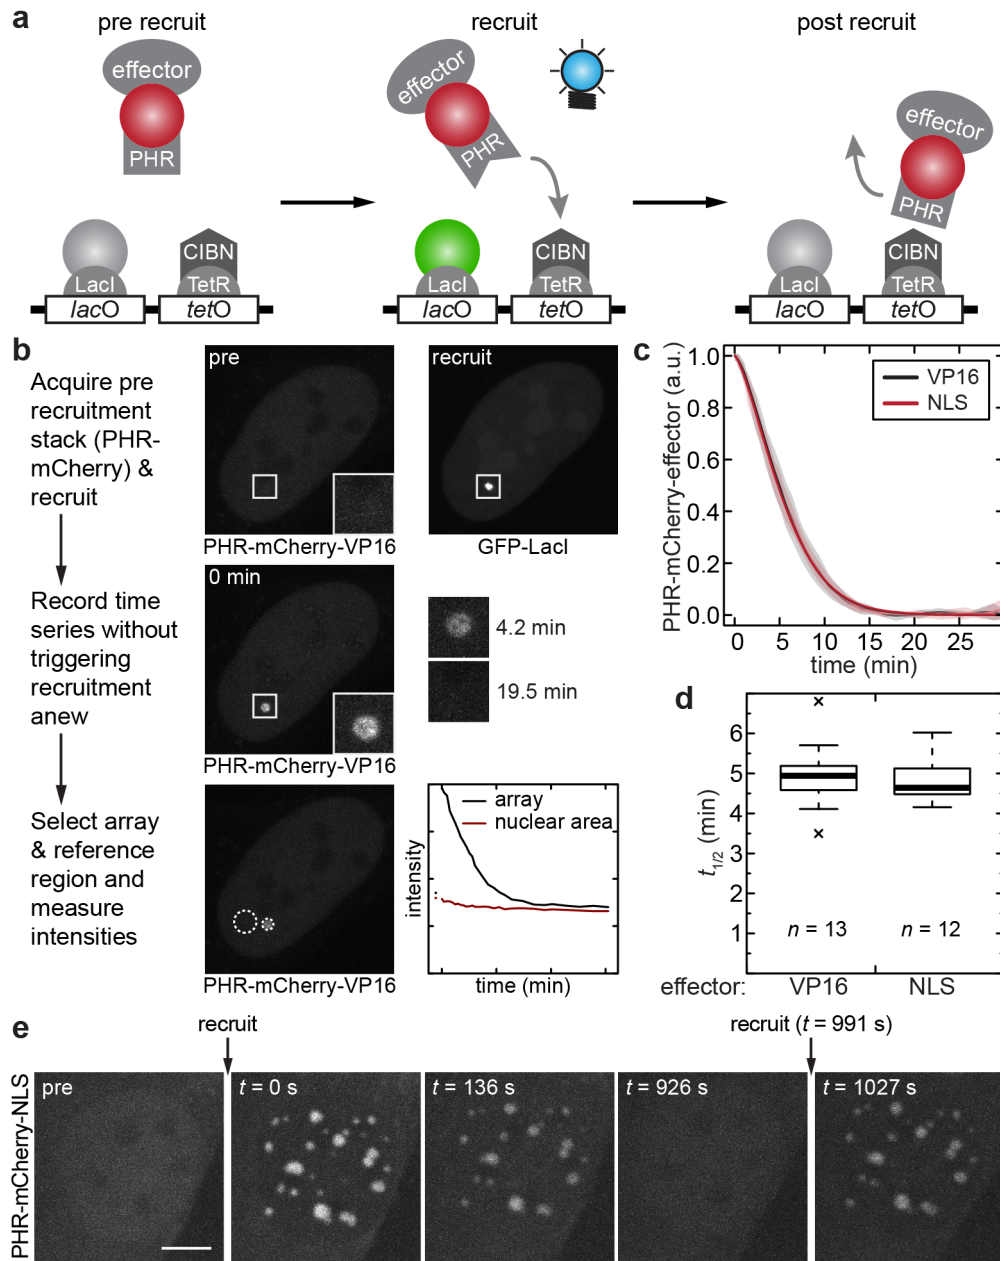 a
pre recruit
recruit
post recruit
effector
PHR
effector
PHR
effector
PHR
LacI
CIBN
TetR
lacO
tetO
LacI
CIBN
TetR
lacO
tetO
LacI
CIBN
TetR
lacO
tetO
b
Acquire pre
recruitment
stack (PHR-
mCherry) &
recruit
Record time
series without
triggering
recruitment
anew
Select array
& reference
region and
measure
intensities
pre
PHR-mCherry-VP16
recruit
GFP-LacI
0 min
PHR-mCherry-VP16
4.2 min
19.5 min
PHR-mCherry-VP16
array
nuclear area
intensity
time (min)
c
PHR-mCherry-effector (a.u.)
1.0
0.8
0.6
0.4
0.2
0.0
VP16
NLS
0 5 10 15 20 25
time (min)
d
t1/2 (min)
6
5
4
3
2
1
n = 13
n = 12
effector: VP16 NLS
e
recruit
recruit (t = 991 s)
PHR-mCherry-NLS
pre
t = 0 s
t = 136 s
t = 926 s
t = 1027 s